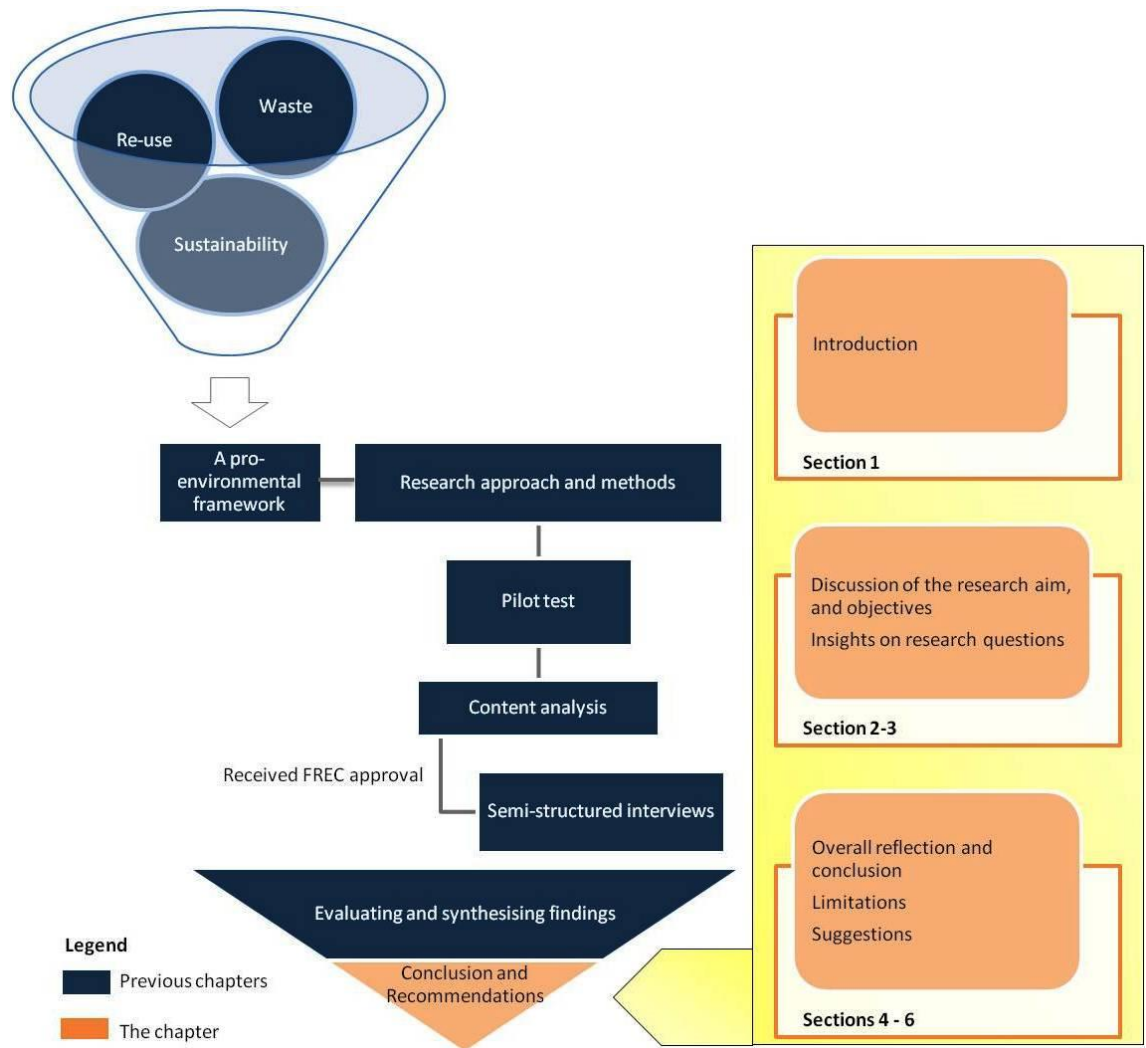 Waste
Re-use
Sustainability
A pro-
environmental
framework
Research approach and methods
Pilot test
Content analysis
Received FREC approval
Semi-structured interviews
Evaluating and synthesising findings
Conclusion and
Recommendations
Legend
Previous chapters
The chapter
Introduction
Section 1
Discussion of the research aim,
and objectives
Insights on research questions
Section 2-3
Overall reflection and
conclusion
Limitations
Suggestions
Sections 4 - 6